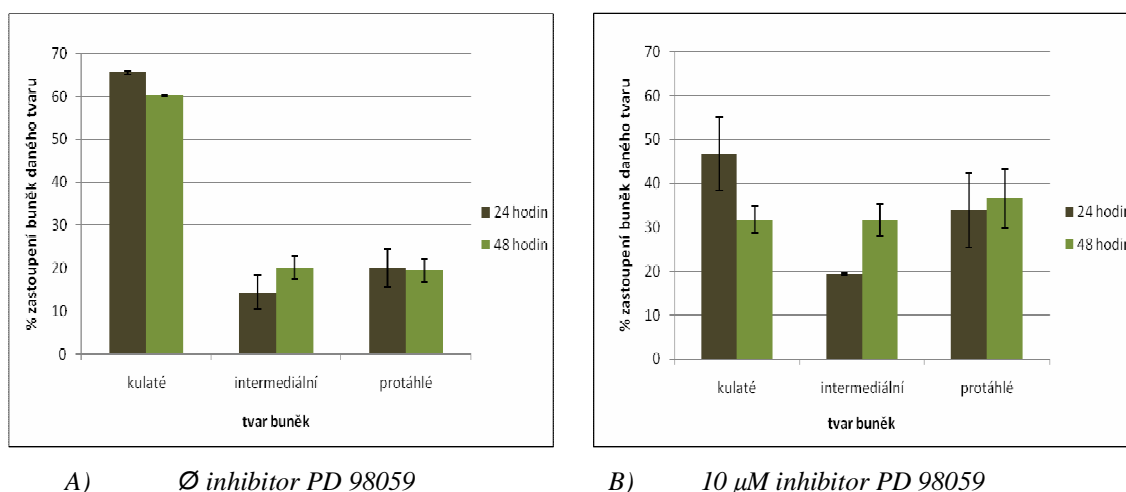 % zastoupení buněk daného tvaru
70
60
50
40
30
20
10
0
kulaté
intermediální
protáhlé
tvar buněk
24 hodin
48 hodin
% zastoupení buněk daného tvaru
70
60
50
40
30
20
10
0
kulaté
intermediální
protáhlé
tvar buněk
24 hodin
48 hodin
A) Ø inhibitor PD 98059
B) 10 μM inhibitor PD 98059